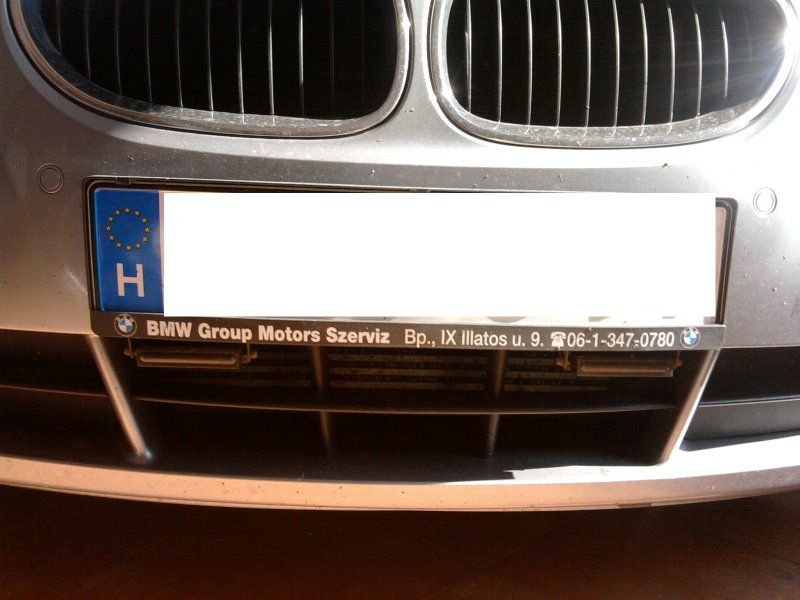 H
BMW Group Motors Szerviz Bp., IX illatos u. 9. ☎06-1-347-0780